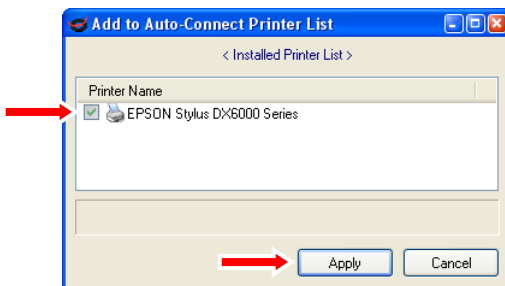 Add to Auto-Connect Printer List
< Installed Printer List >
Printer Name
EPSON Stylus DX6000 Series
Apply Cancel